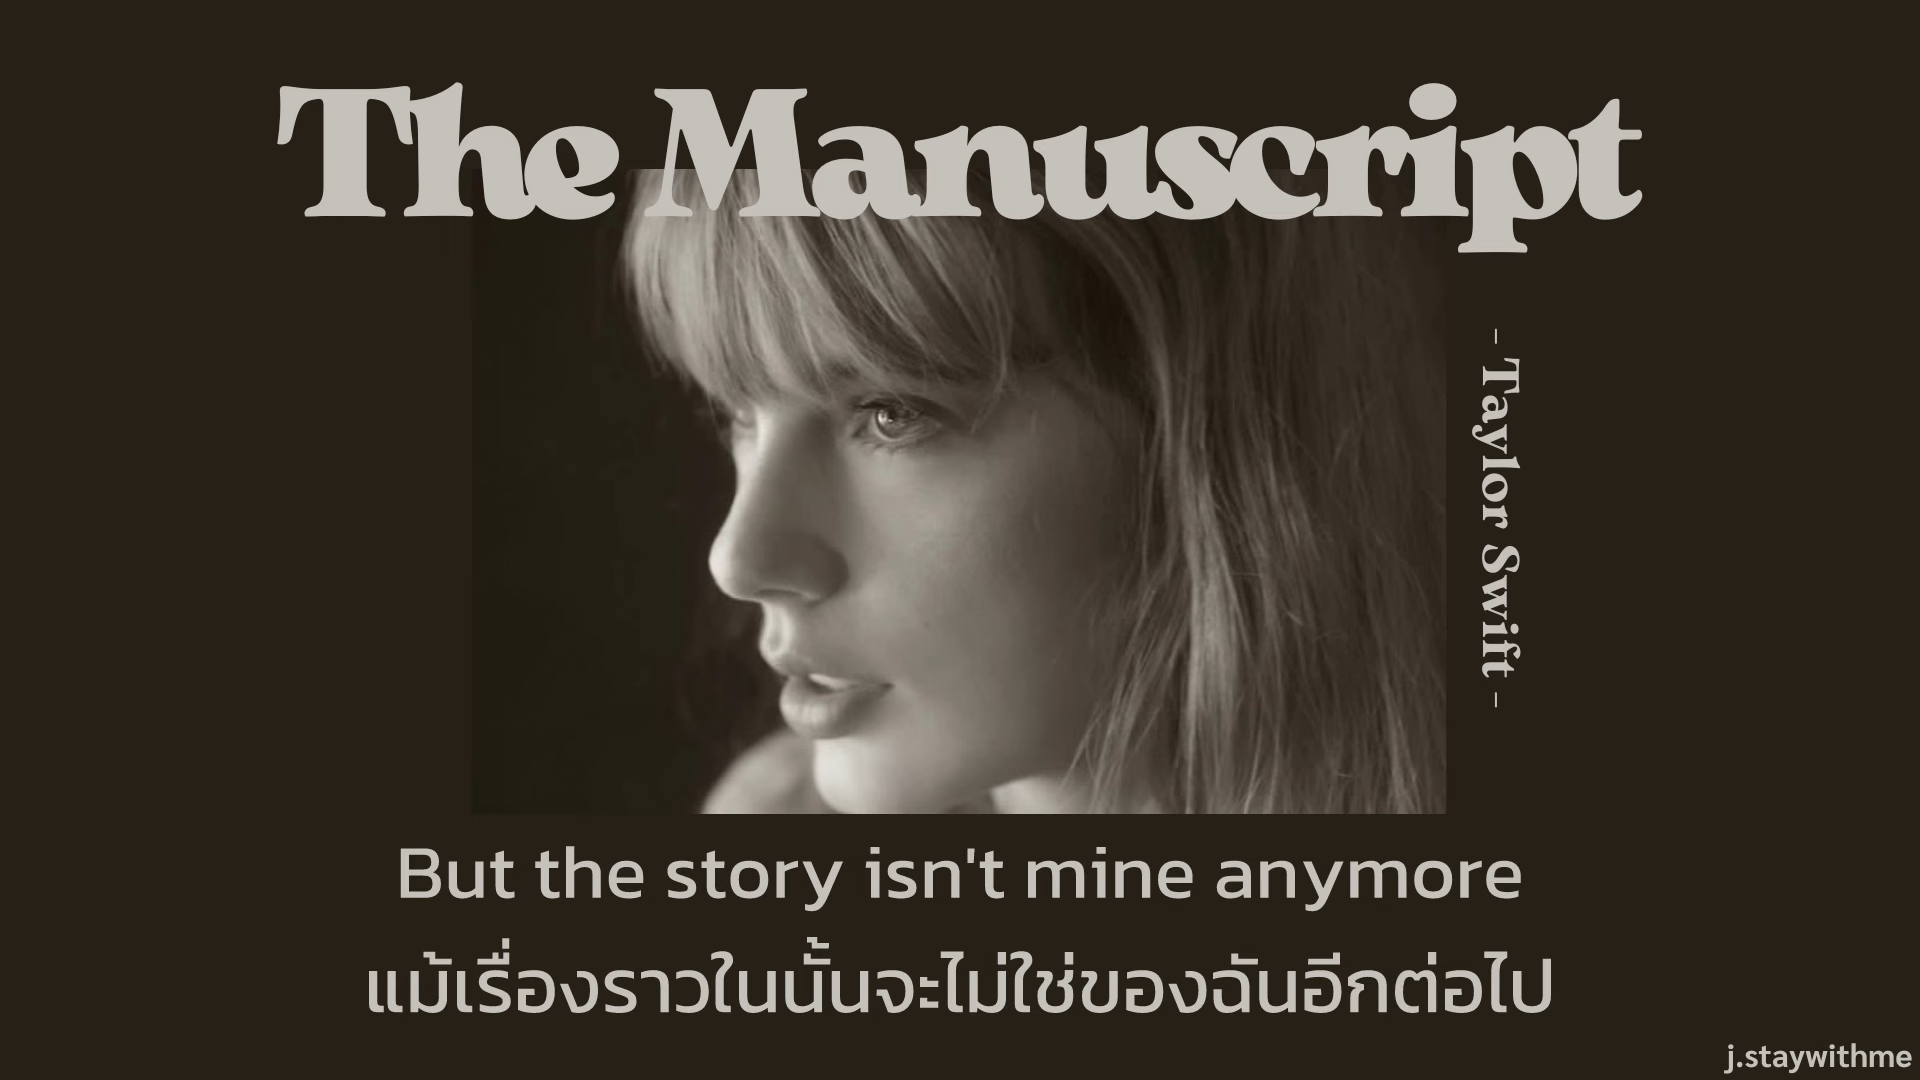 The Manuscript
– Taylor Swift –
But the story isn't mine anymore
แม้เรื่องราวในนั้นจะไม่ใช่ของฉันอีกต่อไป
j.staywithme